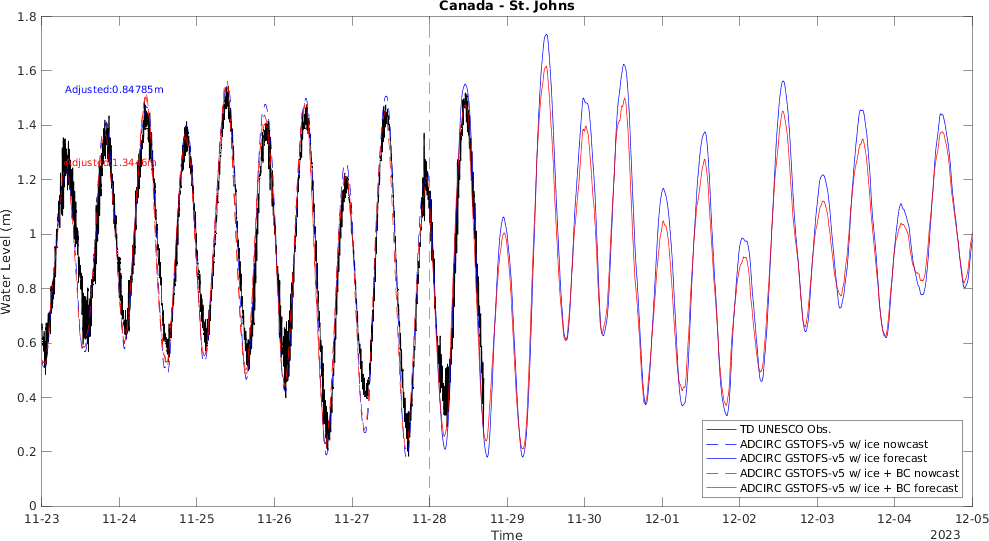 Canada - St. Johns
1.8
1.6
1.4
1.2
1
0.8
0.6
0.4
0.2
0
Water Level (m)
Adjusted:0.84785m
TD UNESCO Obs.
ADCIRC GSTOFS-v5 w/ ice nowcast
ADCIRC GSTOFS-v5 w/ ice forecast
ADCIRC GSTOFS-v5 w/ ice + BC nowcast
ADCIRC GSTOFS-v5 w/ ice + BC forecast
11-23 11-24 11-25 11-26 11-27 11-28 11-29 11-30 12-01 12-02 12-03 12-04 12-05
Time
2023